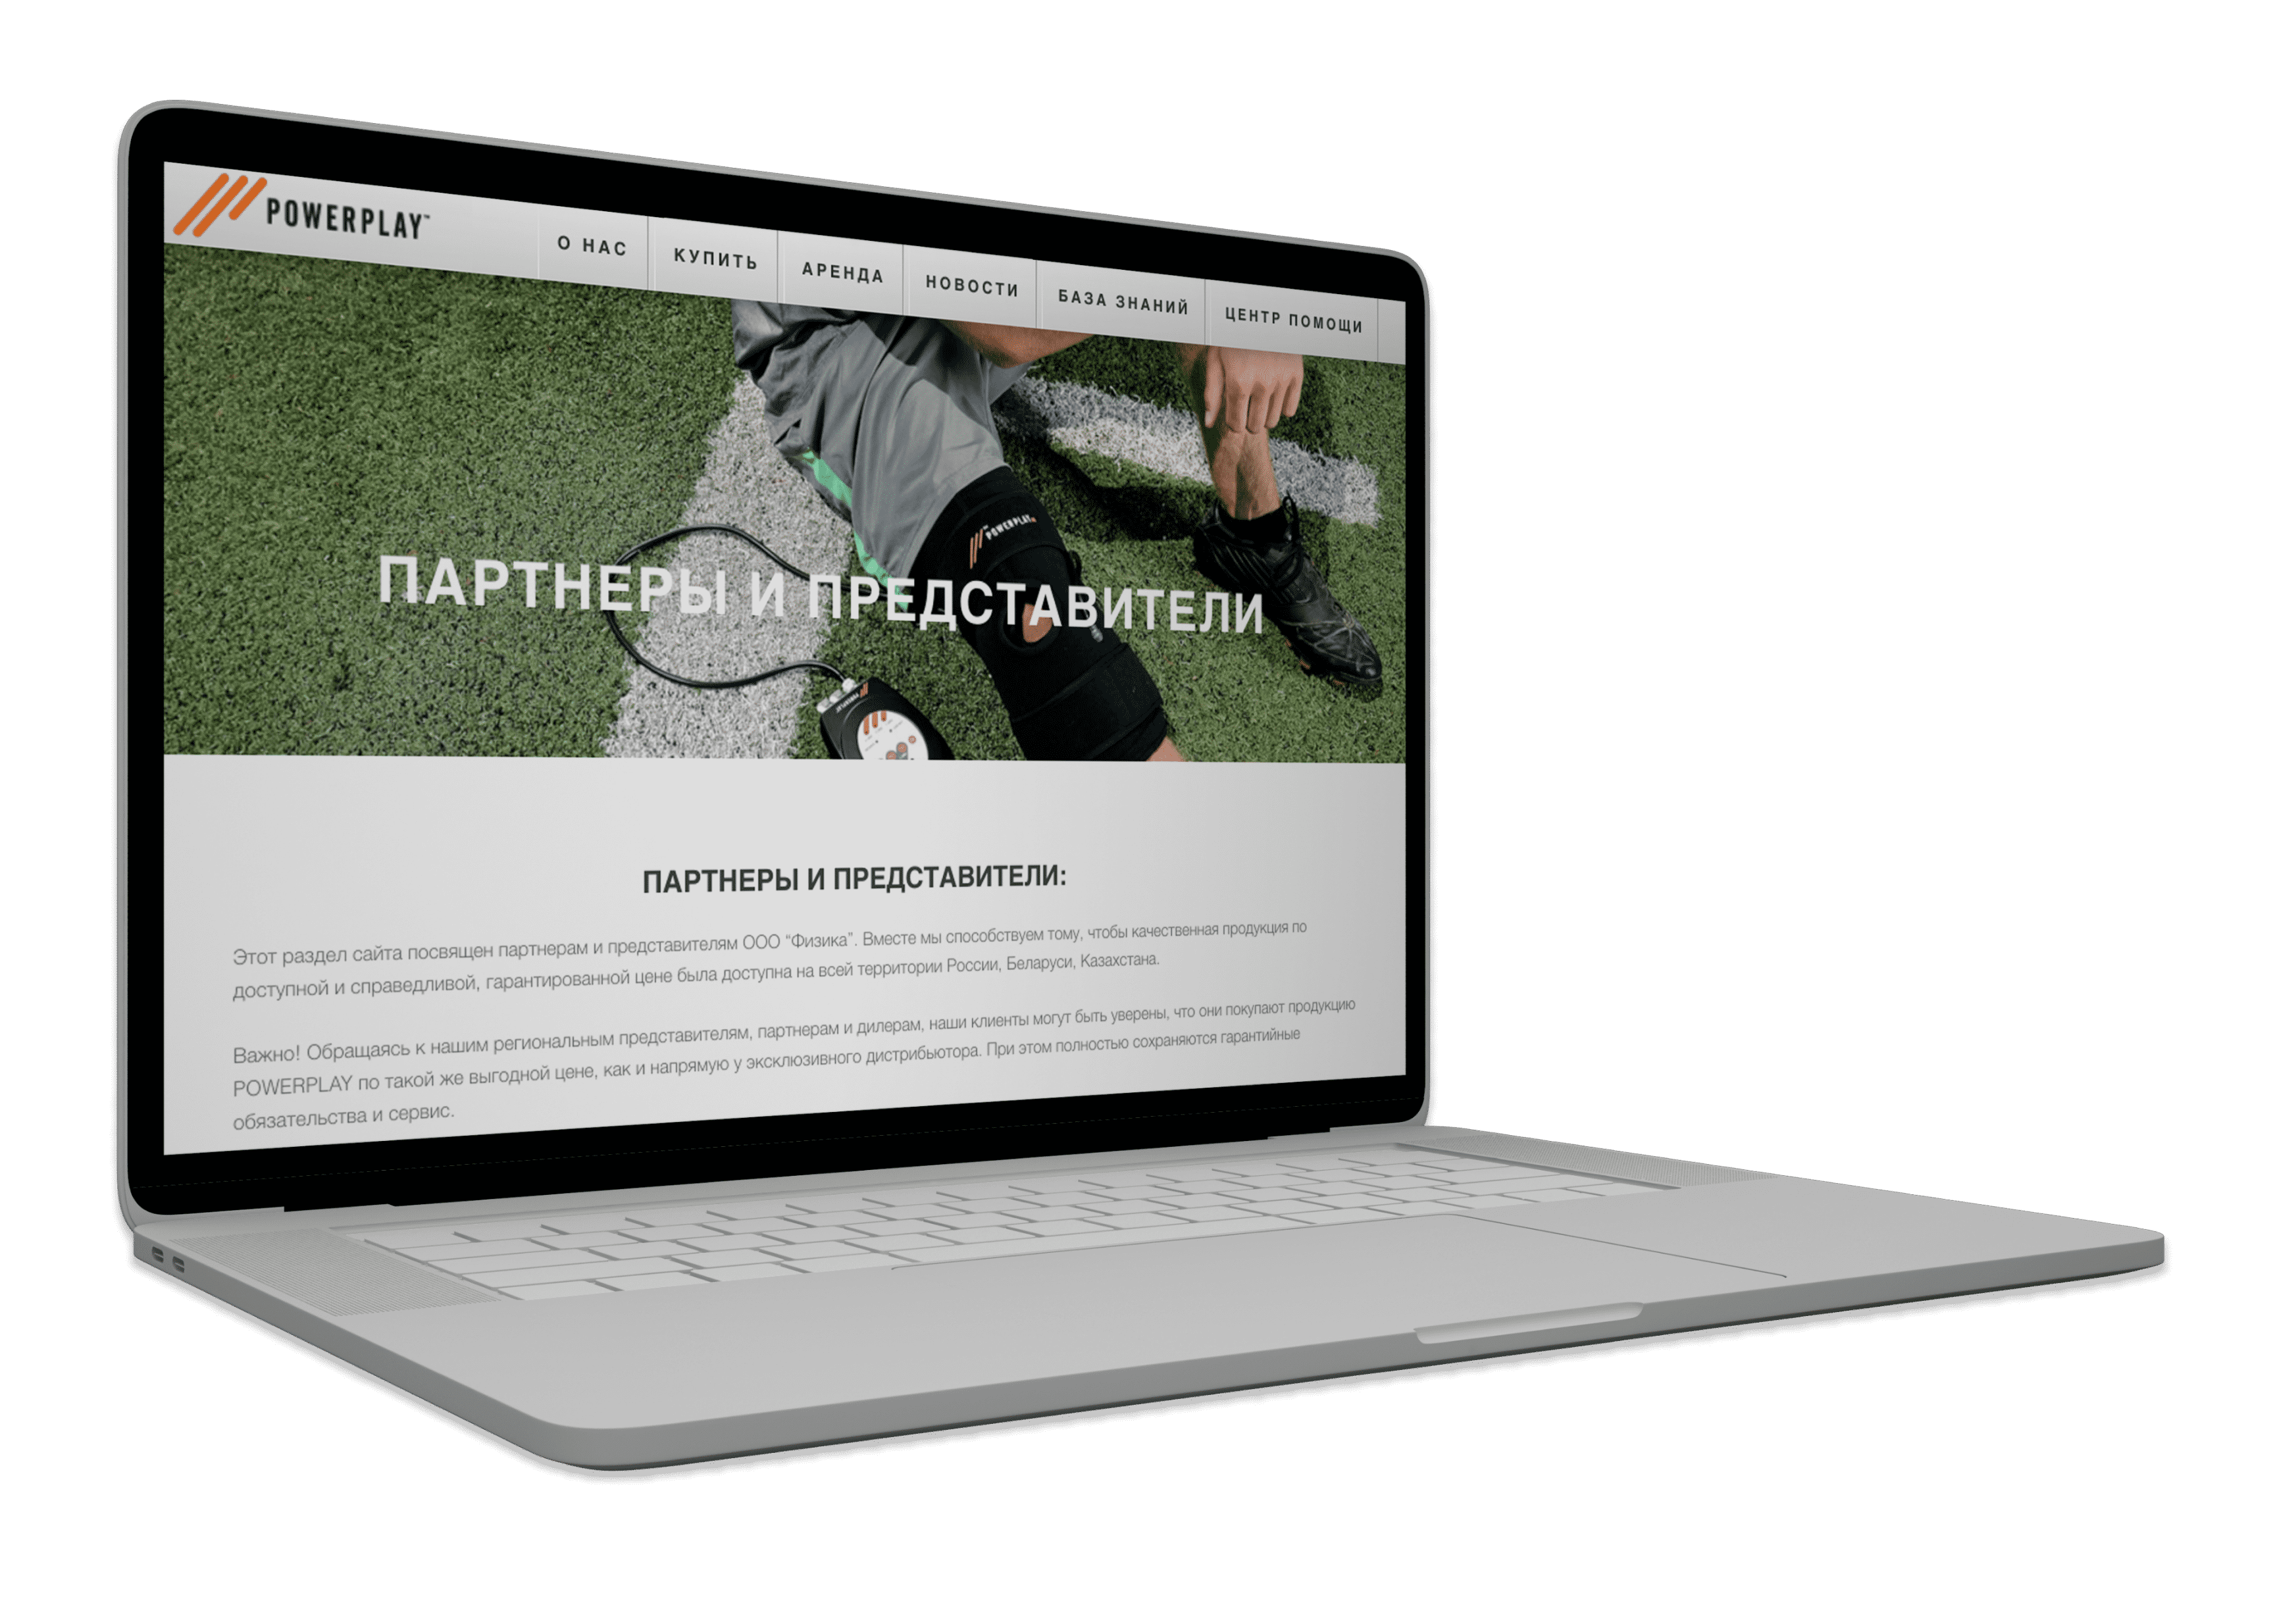 POWERPLAY™
О НАС
КУПИТЬ
АРЕНДА
НОВОСТИ
БАЗА ЗНАНИЙ
ЦЕНТР ПОМОЩИ
POWERPLAY
ПАРТНЕРЫ И ПРЕДСТАВИТЕЛИ
ПАРТНЕРЫ И ПРЕДСТАВИТЕЛИ:
Этот раздел сайта посвящен партнерам и представителям ООО “Физика”. Вместе мы способствуем тому, чтобы качественная продукция по
доступной и справедливой, гарантированной цене была доступна на всей территории России, Беларуси, Казахстана.
Важно! Обращаясь к нашим региональным представителям, партнерам и дилерам, наши клиенты могут быть уверены, что они покупают продукцию
POWERPLAY по такой же выгодной цене, как и напрямую у эксклюзивного дистрибьютора. При этом полностью сохраняются гарантийные
обязательства и сервис.